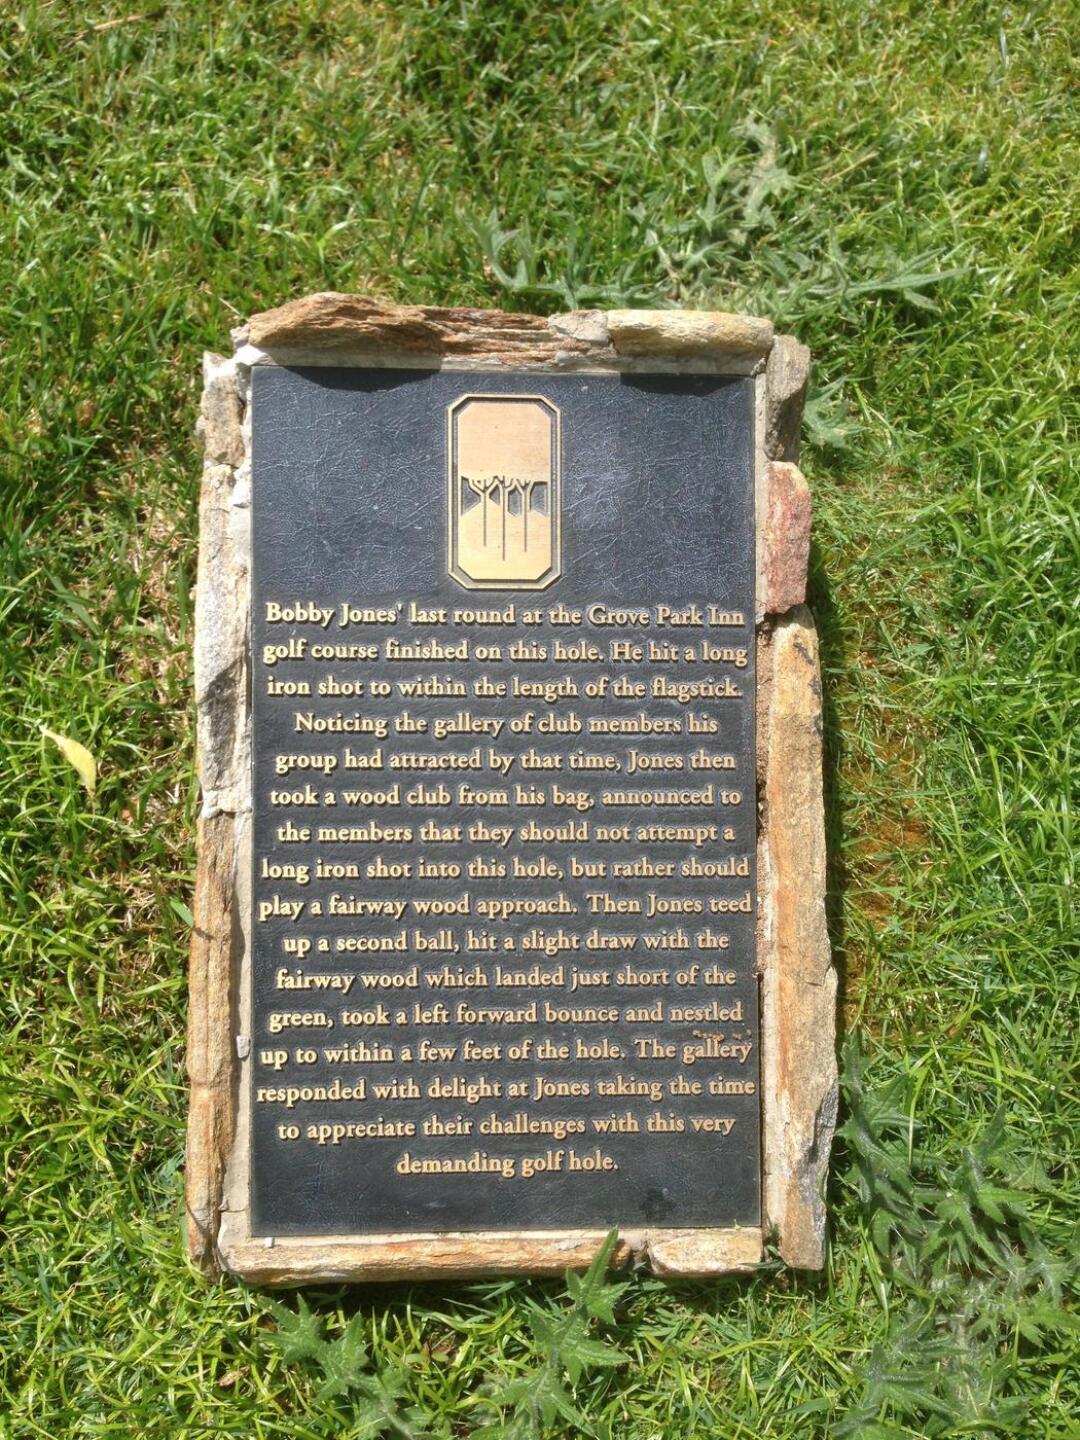 Bobby Jones' last round at the Grove Park Inn
golf course finished on this hole. He hit a long
iron shot to within the length of the flagstick.
Noticing the gallery of club members his
group had attracted by that time, Jones then
took a wood club from his bag, announced to
the members that they should not attempt a
long iron shot into this hole, but rather should
play a fairway wood approach. Then Jones teed
up a second ball, hit a slight draw with the
fairway wood which landed just short of the
green, took a left forward bounce and nestled
up to within a few feet of the hole. The gallery
responded with delight at Jones taking the time
to appreciate their challenges with this very
demanding golf hole.